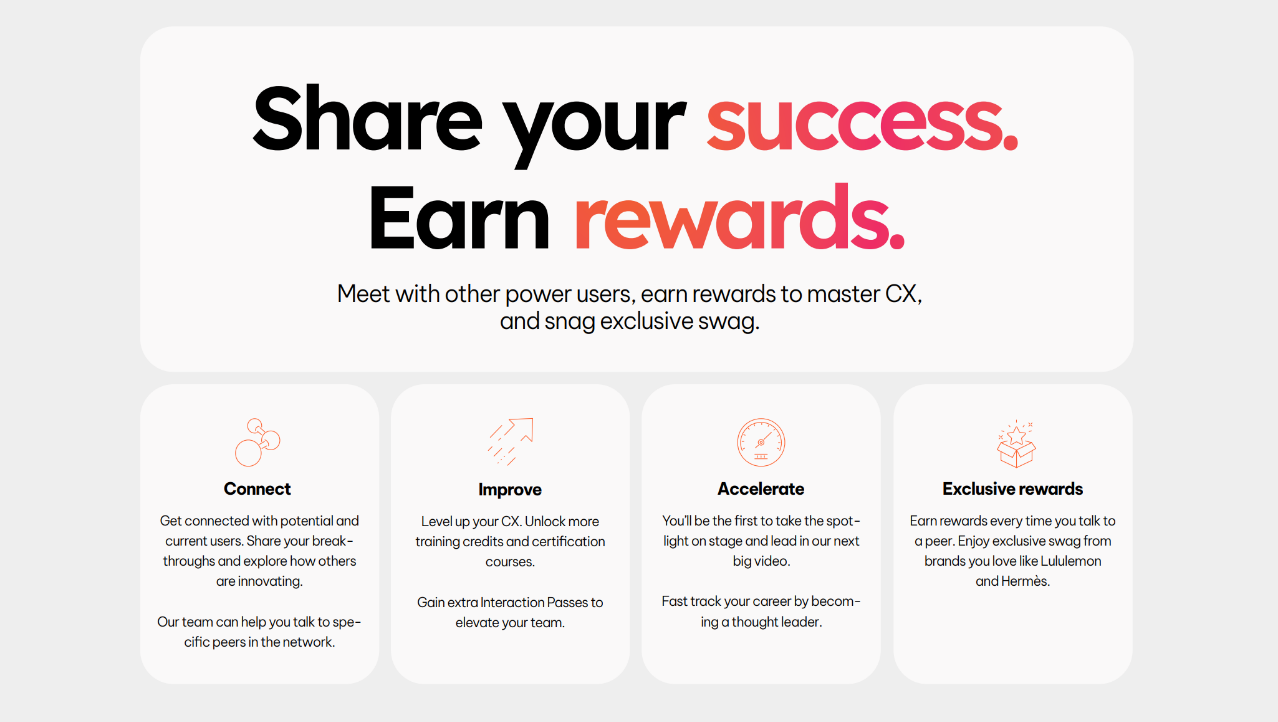 Share your success.
Earn rewards.
Meet with other power users, earn rewards to master CX,
and snag exclusive swag.
Connect
Get connected with potential and
current users. Share your break-
throughs and explore how others
are innovating.
Our team can help you talk to spe-
cific peers in the network.
Improve
Level up your CX. Unlock more
training credits and certification
courses.
Gain extra Interaction Passes to
elevate your team.
Accelerate
You'll be the first to take the spot-
light on stage and lead in our next
big video.
Fast track your career by becom-
ing a thought leader.
Exclusive rewards
Earn rewards every time you talk to
a peer. Enjoy exclusive swag from
brands you love like Lululemon
and Hermès.